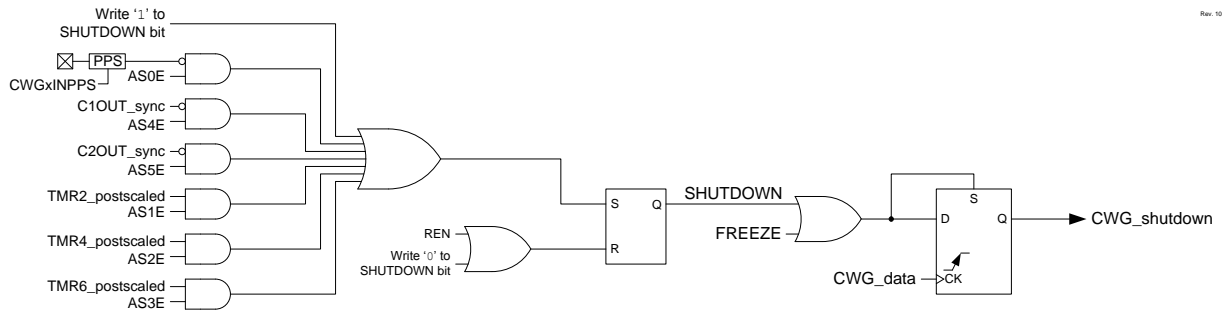 Write ‘1’ to
SHUTDOWN bit
Rev. 10
PPS
AS0E
CWGxINPPS
C1OUT_sync
AS4E
C2OUT_sync
AS5E
TMR2_postscaled
AS1E
TMR4_postscaled
AS2E
TMR6_postscaled
AS3E
REN
Write ‘0’ to
SHUTDOWN bit
S
Q
R
SHUTDOWN
FREEZE
S
D
Q
CWG_data
CK
CWG_shutdown